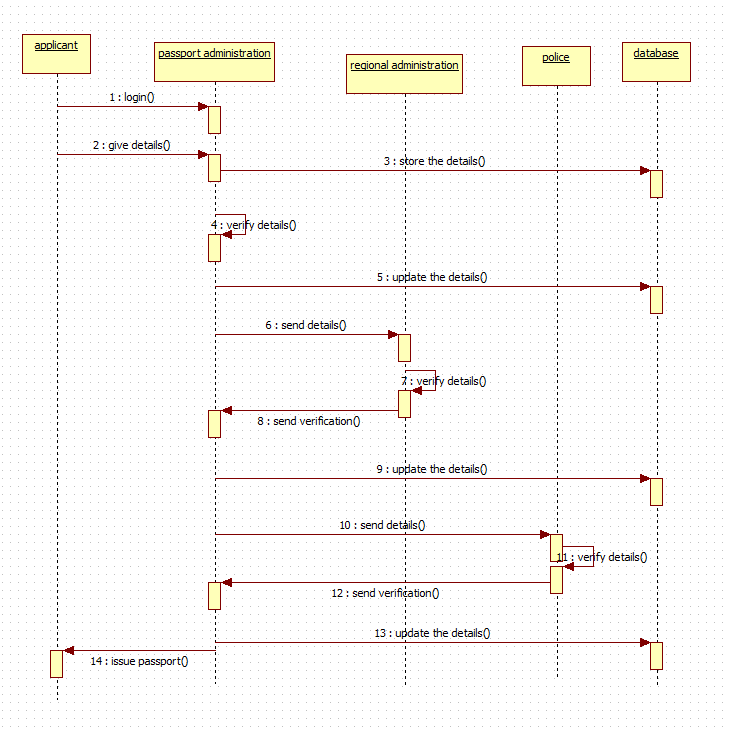 applicant
passport administration
regional administration
police
database
1 : login()
2 : give details()
3 : store the details()
4 : verify details()
5 : update the details()
6 : send details()
7 : verify details()
8 : send verification()
9 : update the details()
10 : send details()
11 : verify details()
12 : send verification()
13 : update the details()
14 : issue passport()